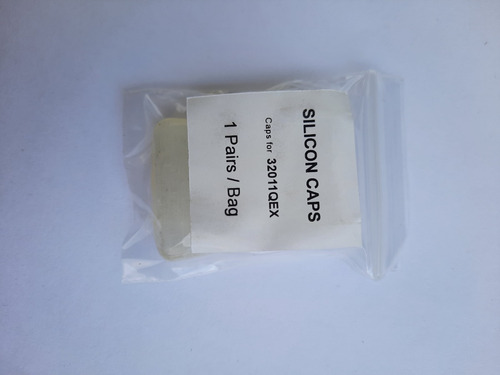 SILICON CAPS
Caps for 32011QEX
1 Pairs / Bag